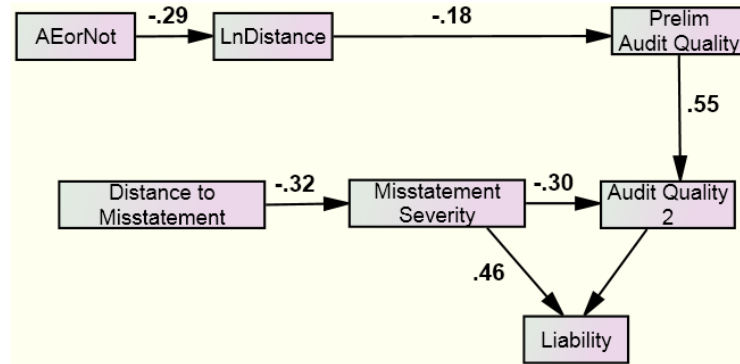 -.29
-.18
AEorNot
LnDistance
Prelim
Audit Quality
.55
-.32
-.30
Distance to
Misstatement
Misstatement
Severity
Audit Quality
2
.46
Liability